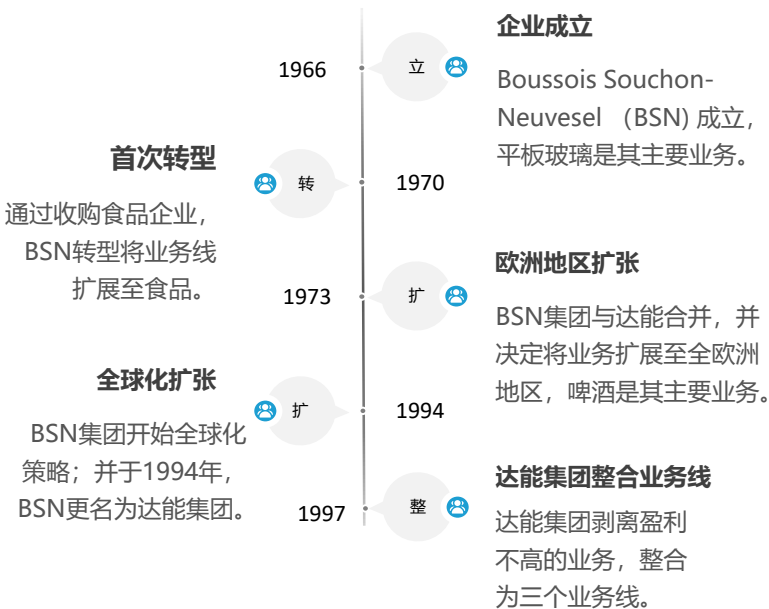 企业成立
1966
立
Boussois Souchon-
Neuvesel （BSN) 成立，
平板玻璃是其主要业务。
首次转型
转
1970
通过收购食品企业，
BSN转型将业务线
扩展至食品。
欧洲地区扩张
1973
扩
BSN集团与达能合并，并
决定将业务扩展至全欧洲
地区，啤酒是其主要业务。
全球化扩张
扩
1994
BSN集团开始全球化
策略；并于1994年，
BSN更名为达能集团。
达能集团整合业务线
1997
整
达能集团剥离盈利
不高的业务，整合
为三个业务线。